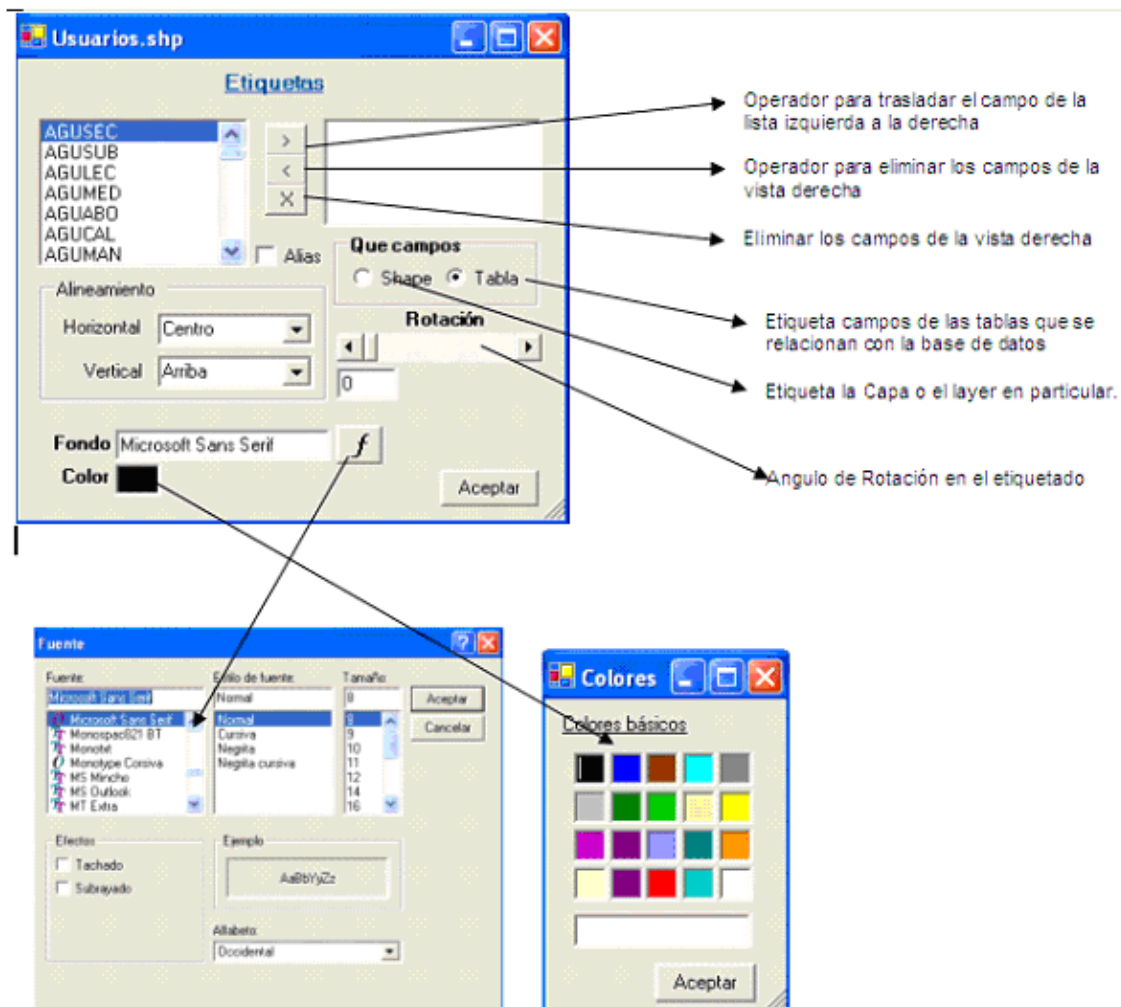 Usuarios.shp
Etiquetas
AGUSEC
AGUSUB
AGULEC
AGUMED
AGUABO
AGUCAL
AGUMAN
>
<
X
Alias
Que campos
Shape
Tabla
Alineamiento
Horizontal
Centro
Vertical
Arriba
Rotación
0
Fondo
Microsoft Sans Serif
f
Color
Aceptar
Operador para trasladar el campo de la
lista izquierda a la derecha
Operador para eliminar los campos de la
vista derecha
Eliminar los campos de la vista derecha
Etiqueta campos de las tablas que se
relacionan con la base de datos
Etiqueta la Capa o el layer en particular.
Angulo de Rotación en el etiquetado
Fuente
Fuente:
Microsoft Sans Serif
Microsoft Sans Serif
Monospac821 BT
Monotxt
Monotype Corsiva
MS Mincho
MS Outlook
MT Extra
Estilo de fuente:
Normal
Normal
Cursiva
Negrita
Negrita cursiva
Tamaño:
8
8
9
10
11
12
14
16
Aceptar
Cancelar
Efectos
Tachado
Subrayado
Ejemplo
AaBbYyZz
Alfabeto:
Occidental
Colores
Colores básicos
Aceptar